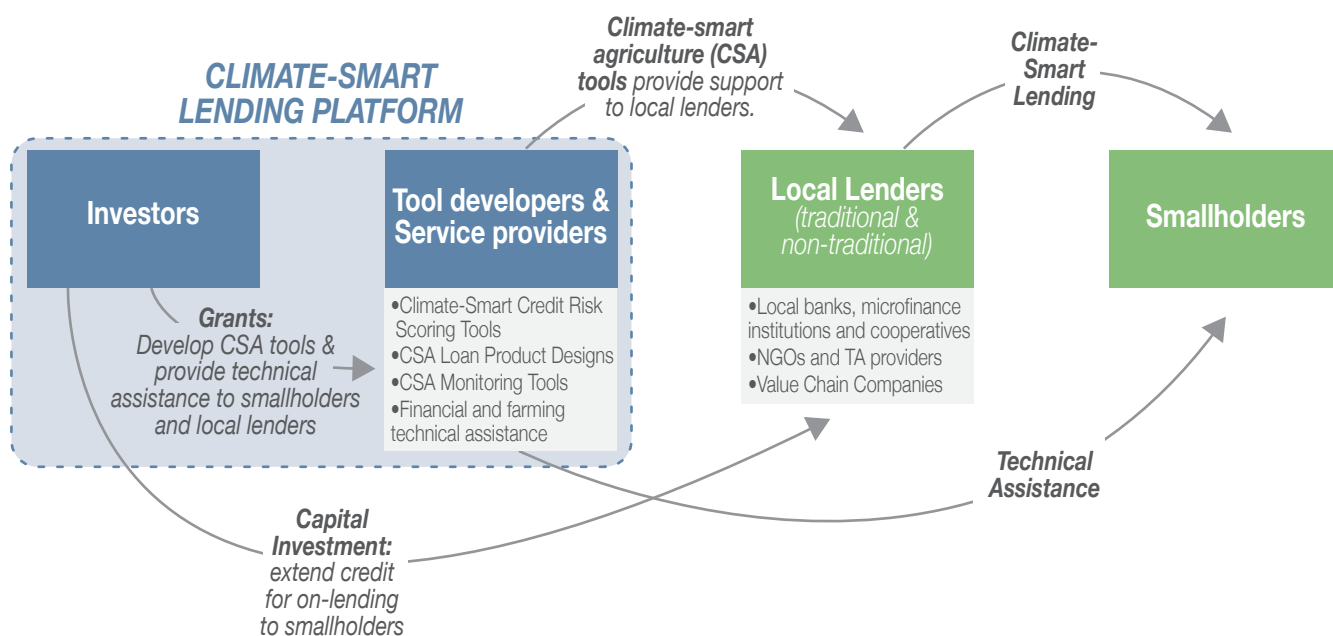 CLIMATE-SMART
LENDING PLATFORM
Investors
Grants:
Develop CSA tools &
provide technical
assistance to smallholders
and local lenders
Capital
Investment:
extend credit
for on-lending
to smallholders
Tool developers &
Service providers
•Climate-Smart Credit Risk
Scoring Tools
•CSA Loan Product Designs
•CSA Monitoring Tools
•Financial and farming
technical assistance
Climate-smart
agriculture (CSA)
tools provide support
to local lenders.
Local Lenders
(traditional &
non-traditional)
•Local banks, microfinance
institutions and cooperatives
•NGOs and TA providers
•Value Chain Companies
Climate-
Smart
Lending
Smallholders
Technical
Assistance